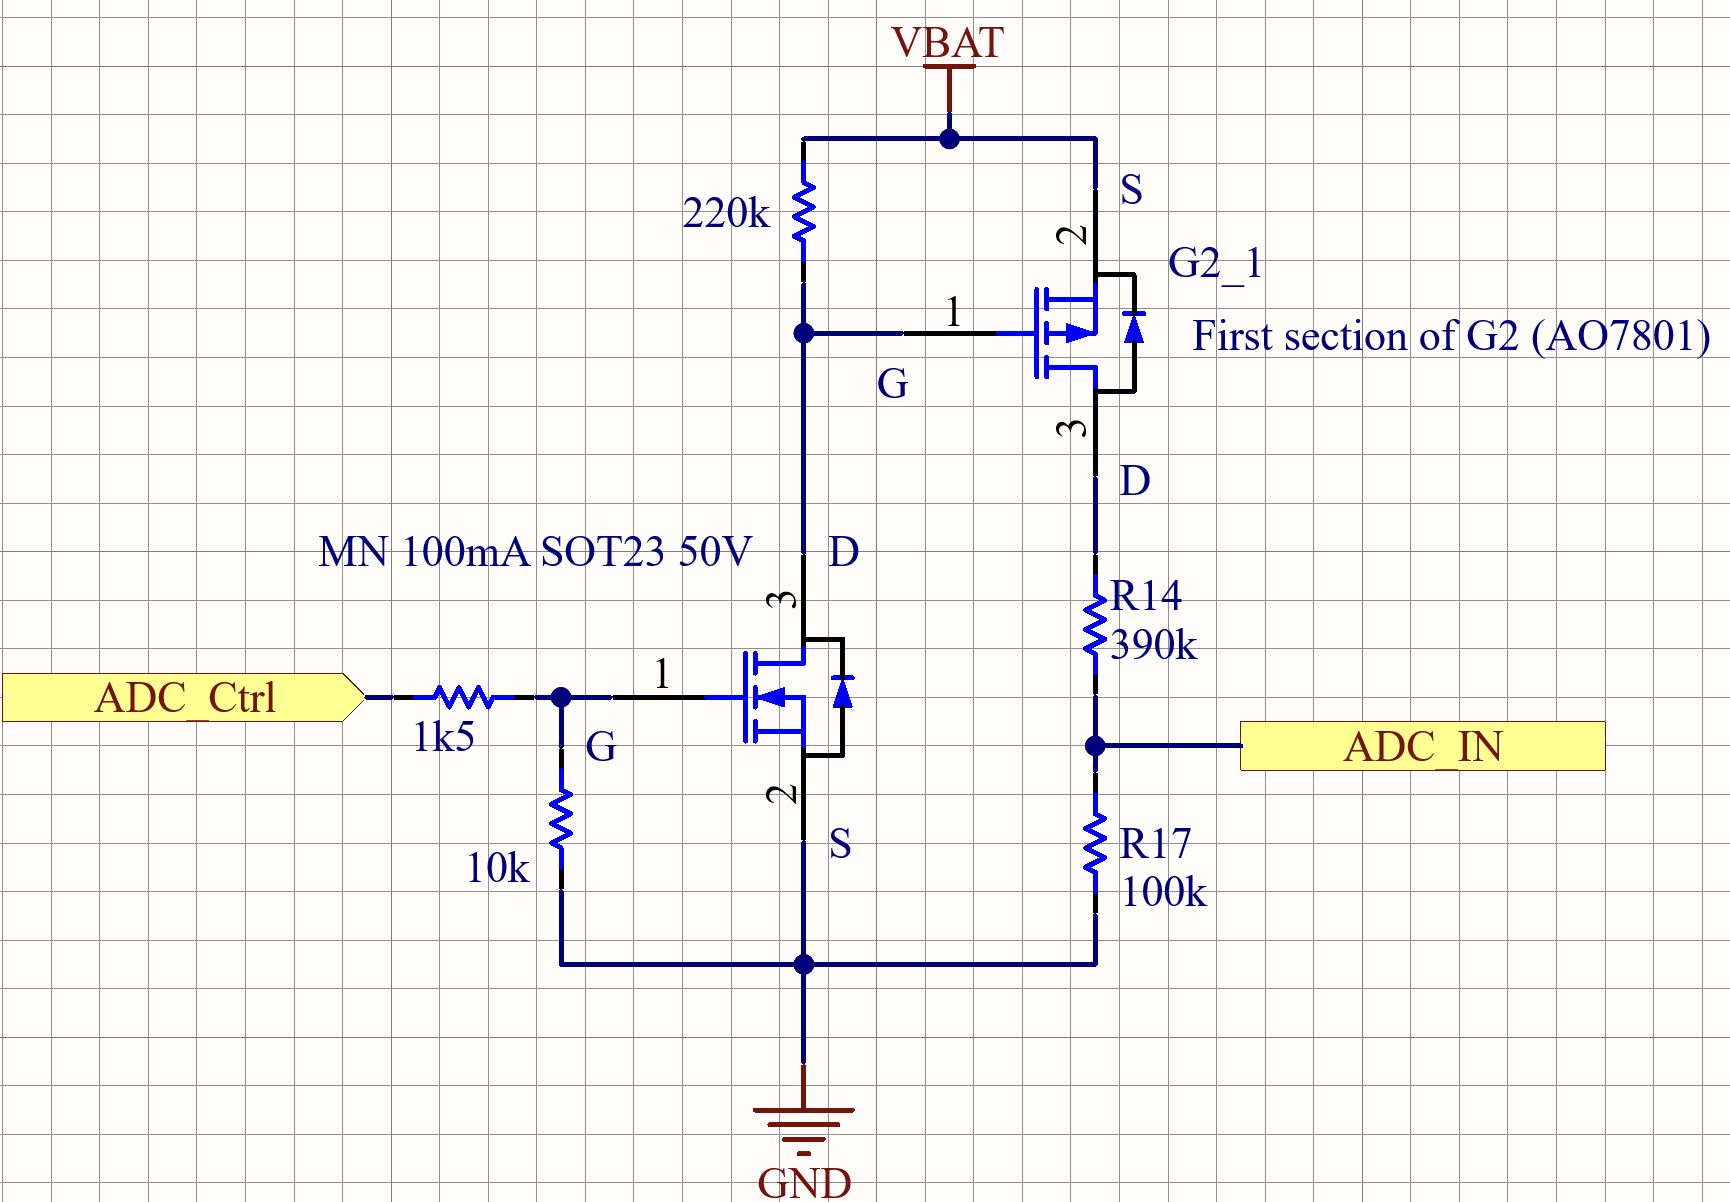 VBAT
S
220k
2
G2_1
1
First section of G2 (AO7801)
G
3
D
MN 100mA SOT23 50V
D
3
R14
390k
1
ADC_Ctrl
1k5
G
ADC_IN
2
S
R17
10k
100k
GND